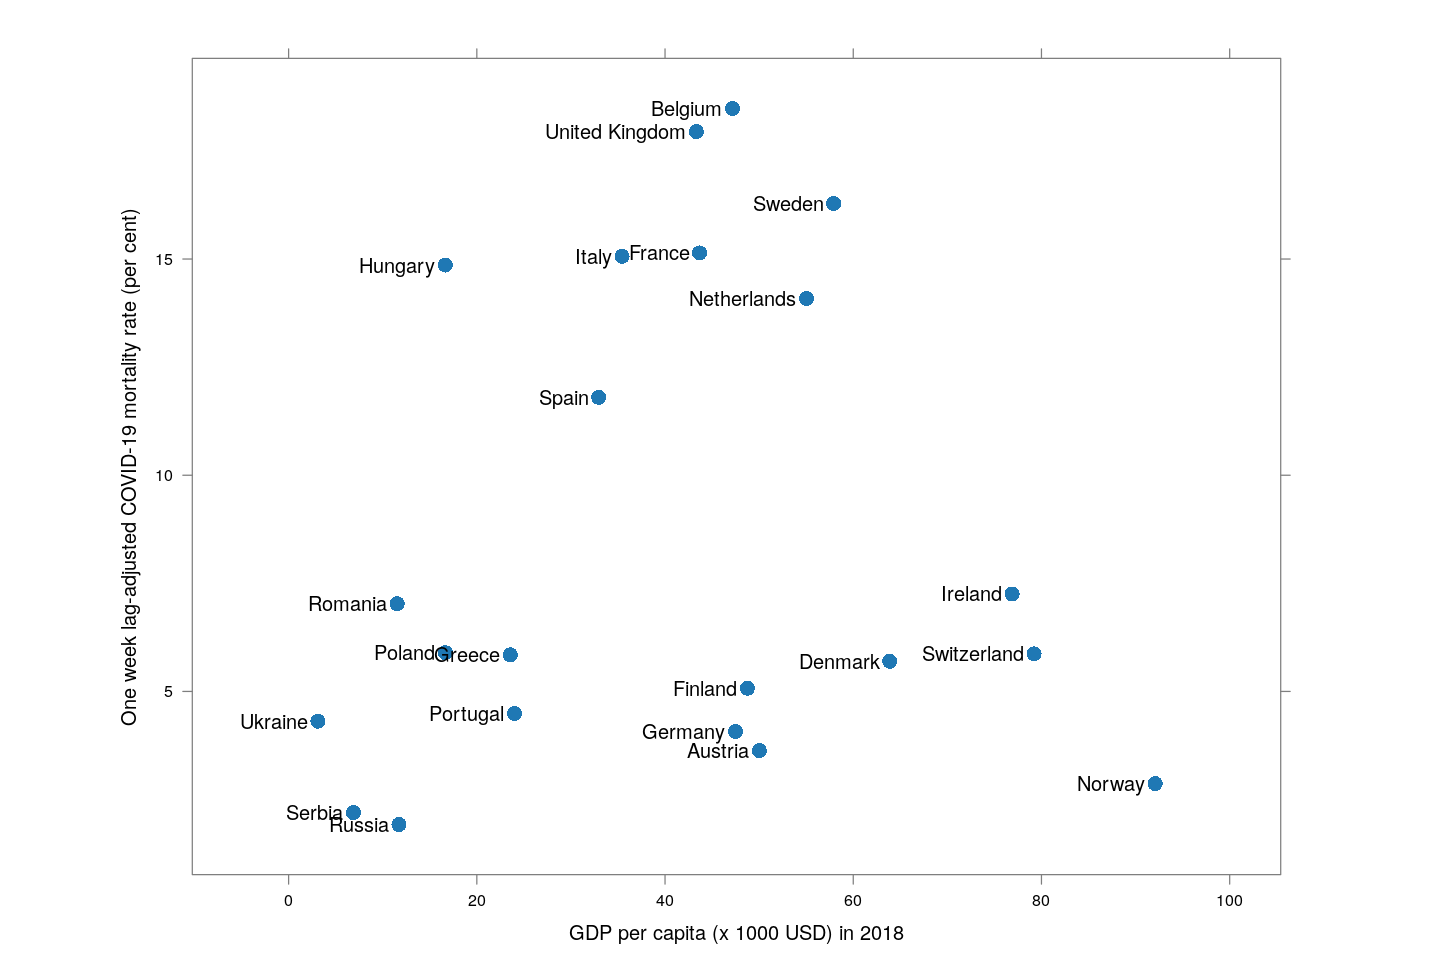 Belgium
United Kingdom
Sweden
Hungary
Italy
France
Netherlands
Spain
Romania
Ireland
Poland
Greece
Switzerland
Denmark
Finland
Ukraine
Portugal
Germany
Austria
Norway
Serbia
Russia
15
10
5
One week lag-adjusted COVID-19 mortality rate (per cent)
0 20 40 60 80 100
GDP per capita (x 1000 USD) in 2018